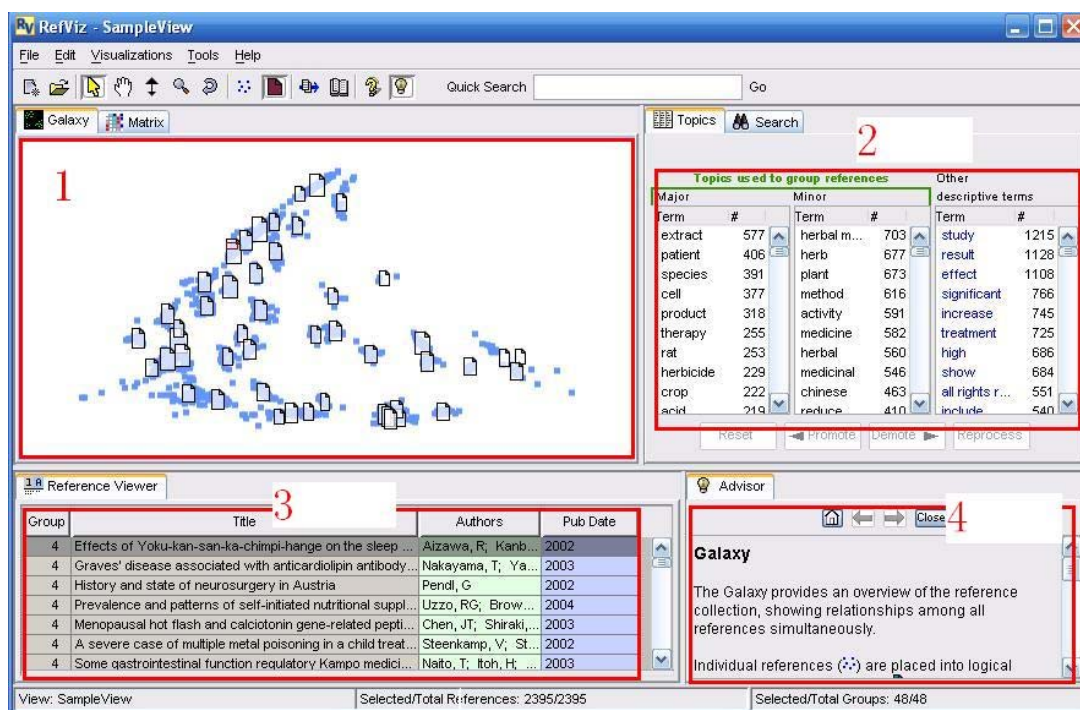 RefViz - SampleView
File Edit Visualizations Tools Help
Quick Search Go
Galaxy Matrix
1
Topics Search
2
Topics used to group references Other
Major Minor descriptive terms
Term # Term # Term #
extract 577 herbal m... 703 study 1215
patient 406 herb 677 result 1128
species 391 plant 673 effect 1108
cell 377 method 616 significant 766
product 318 activity 591 increase 745
therapy 255 medicine 582 treatment 725
rat 253 herbal 560 high 686
herbicide 229 medicinal 546 show 684
crop 222 chinese 463 all rights r... 551
acid 219 reduce 410 include 540
Reset Promote Demote Reprocess
Reference Viewer
3
Group Title Authors Pub Date
4 Effects of Yoku-kan-san-ka-chimpi-hange on the sleep ... Aizawa, R; Kanb... 2002
4 Graves' disease associated with anticardiolipin antibody... Nakayama, T; Ya... 2003
4 History and state of neurosurgery in Austria Pendl, G 2002
4 Prevalence and patterns of self-initiated nutritional suppl... Uzzo, RG; Brow... 2004
4 Menopausal hot flash and calciotonin gene-related pepti... Chen, JT; Shiraki,... 2003
4 A severe case of multiple metal poisoning in a child treat... Steenkamp, V; St... 2002
4 Some gastrointestinal function regulatory Kampo medici... Naito, T; Itoh, H; ... 2003
Advisor
Close
4
Galaxy
The Galaxy provides an overview of the reference
collection, showing relationships among all
references simultaneously.
Individual references ( ) are placed into logical
View: SampleView Selected/Total References: 2395/2395 Selected/Total Groups: 48/48